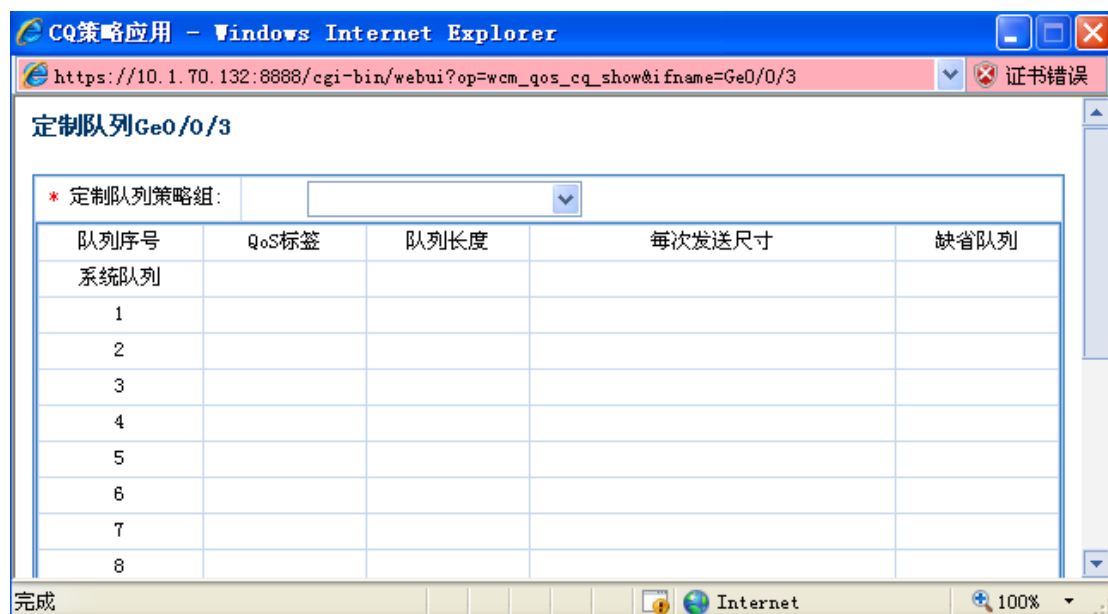 CQ策略应用 - Windows Internet Explorer
https://10.1.70.132:8888/cgi-bin/webui?op=wcm_qos_cq_show&ifname=Ge0/0/3 证书错误
定制队列Ge0/0/3
* 定制队列策略组:
队列序号 QoS标签 队列长度 每次发送尺寸 缺省队列
系统队列
1
2
3
4
5
6
7
8
完成 Internet 100%